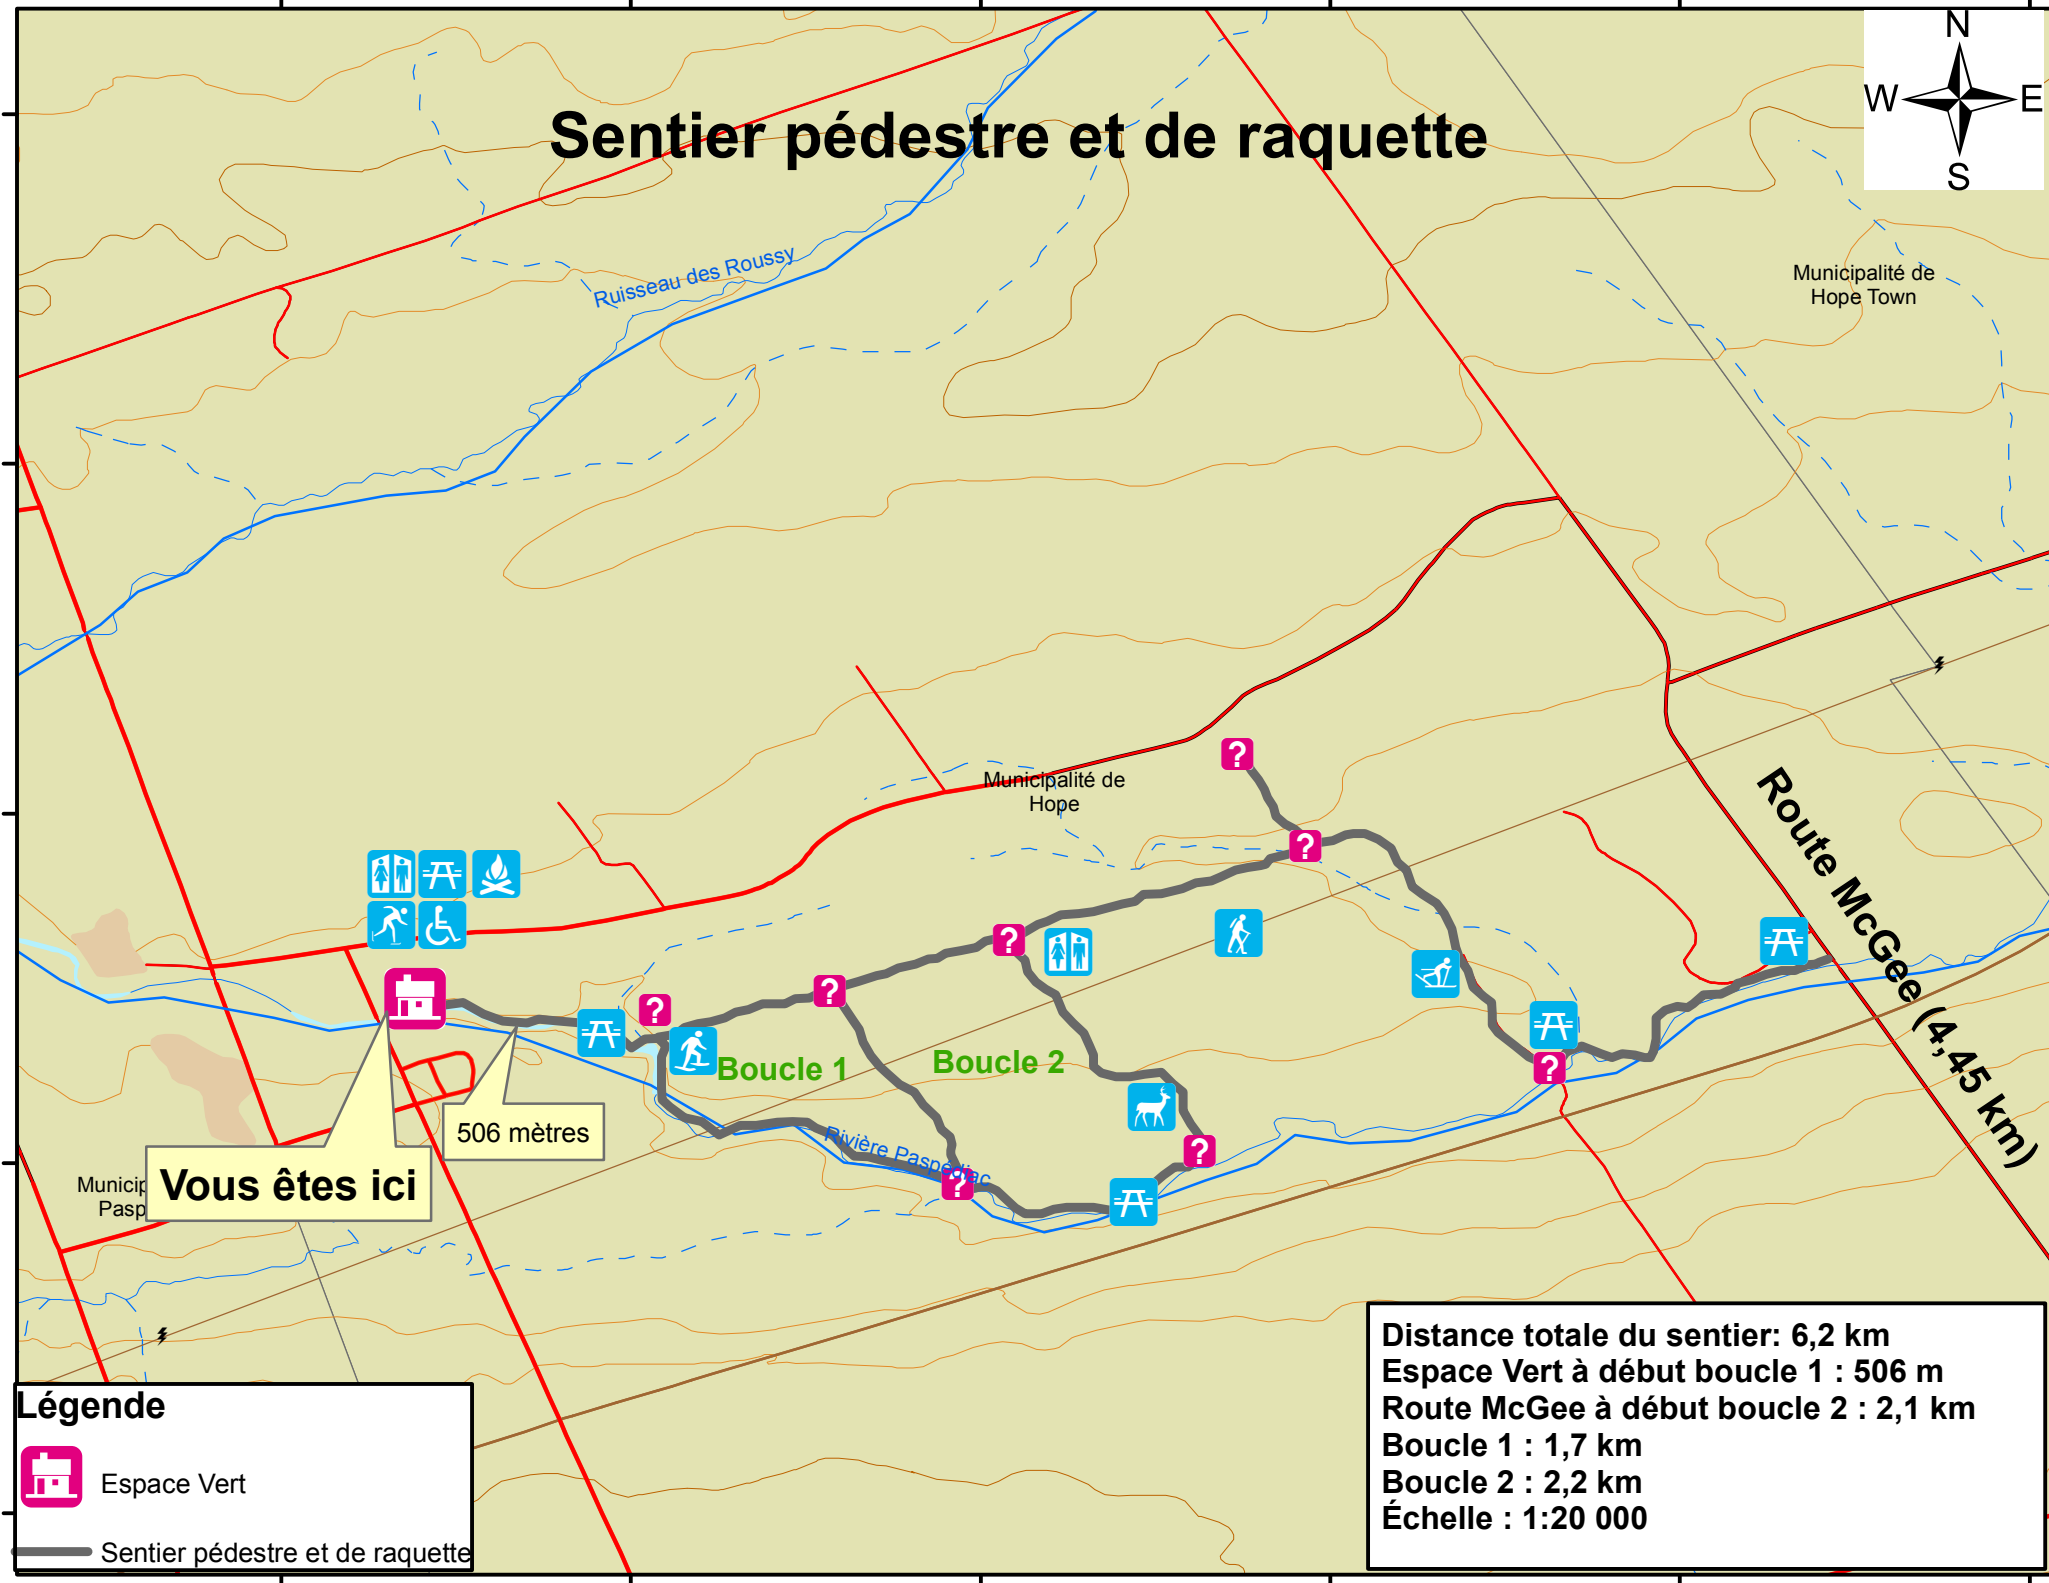 N
W E
S
Sentier pédestre et de raquette
Ruisseau des Roussy
Municipalité de
Hope Town
Municipalité de
Hope
Route McGee (4,45 km)
?
?
?
?
?
?
?
?
Boucle 1
Boucle 2
506 mètres
Rivière Paspédiac
Vous êtes ici
Municip
Pasp
Distance totale du sentier: 6,2 km
Espace Vert à début boucle 1 : 506 m
Route McGee à début boucle 2 : 2,1 km
Boucle 1 : 1,7 km
Boucle 2 : 2,2 km
Échelle : 1:20 000
Légende
Espace Vert
Sentier pédestre et de raquette